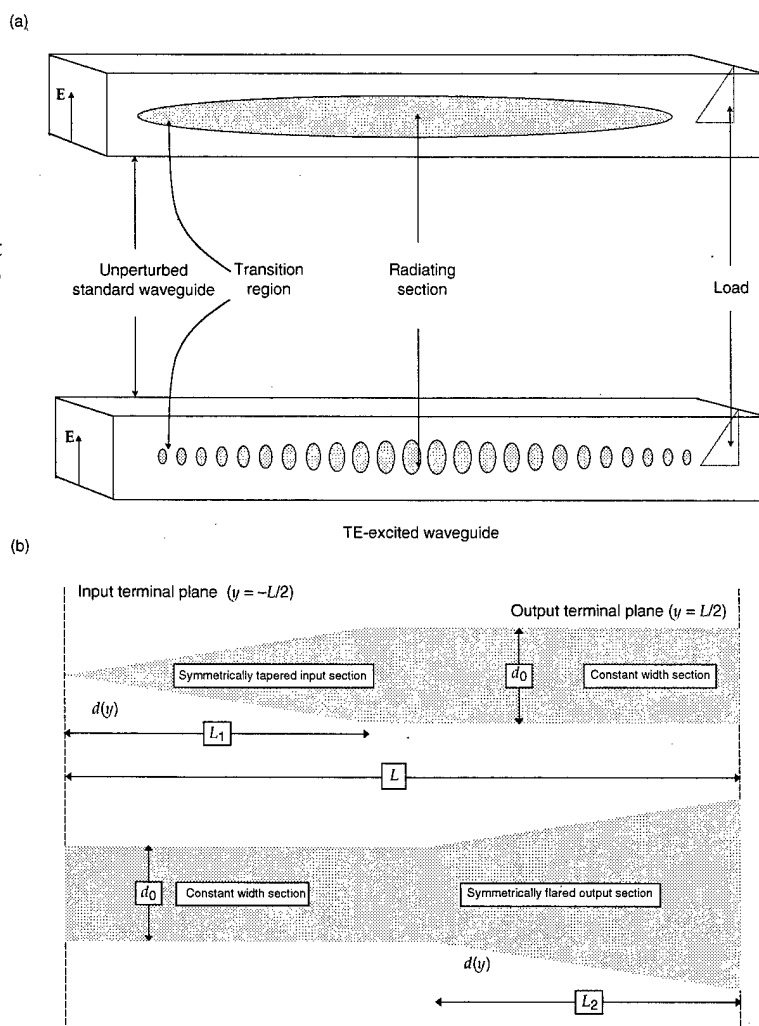 (a)
E
Unperturbed
standard waveguide
Transition
region
Radiating
section
Load
E
TE-excited waveguide
(b)
Input terminal plane (y = −L/2)
Output terminal plane (y = L/2)
Symmetrically tapered input section
d0
Constant width section
d(y)
L1
L
d0
Constant width section
Symmetrically flared output section
d(y)
L2